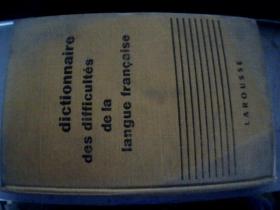 dictionnaire
des difficultés
de la
langue française
LAROUSSE